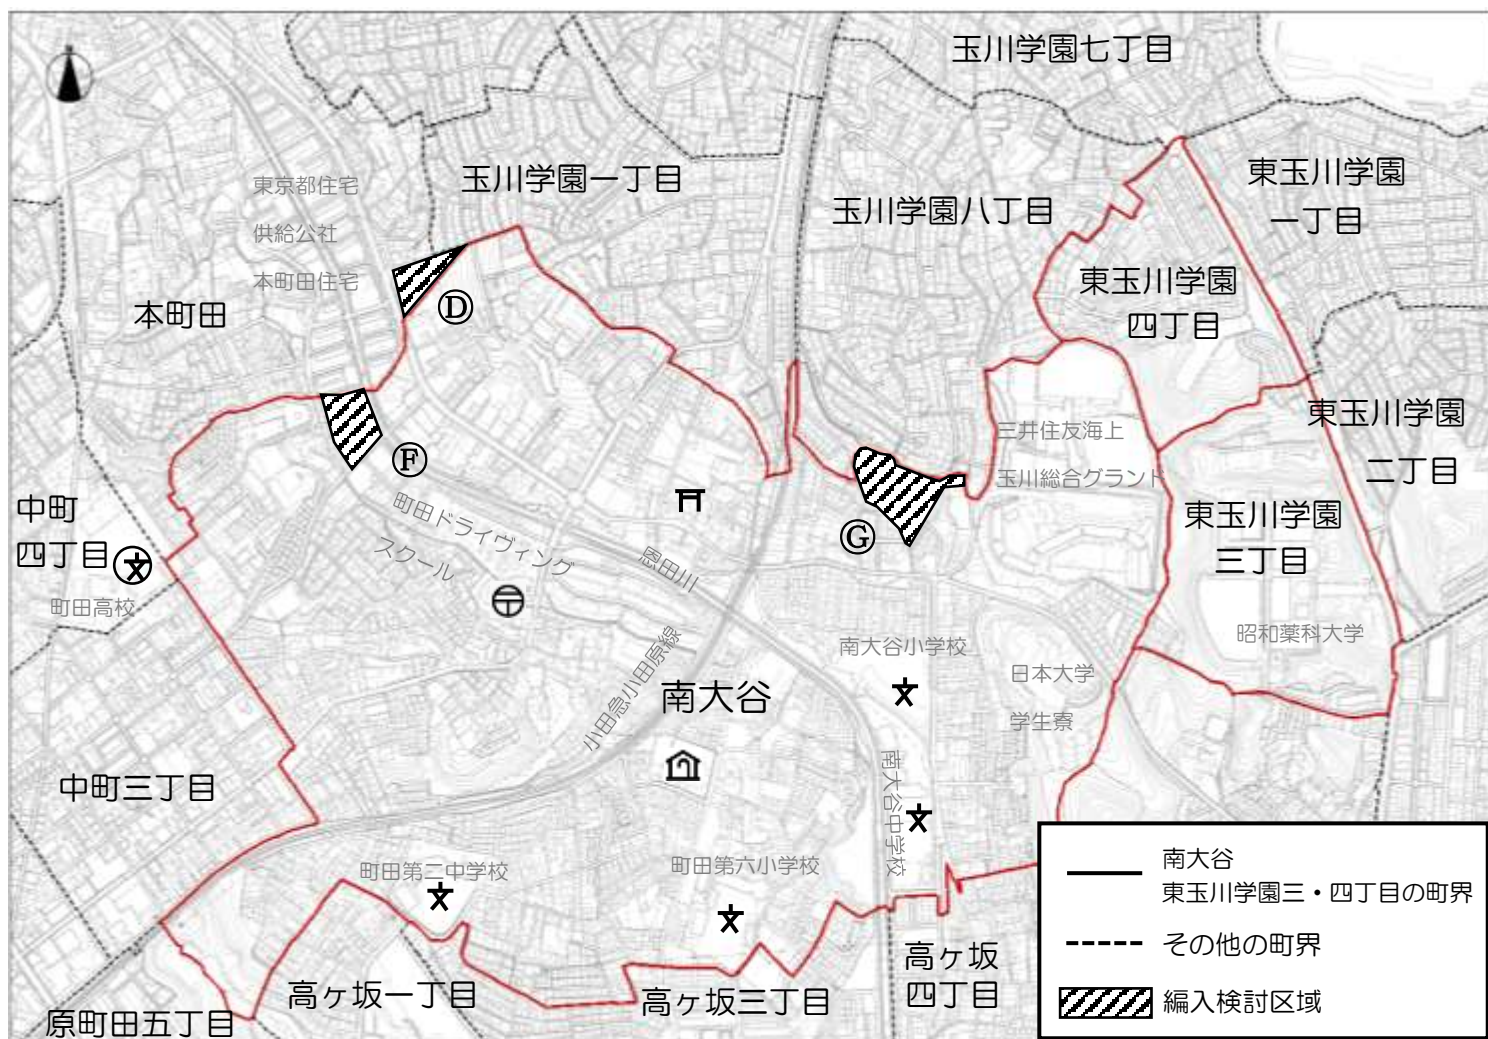 玉川学園七丁目
玉川学園一丁目
東京都住宅
供給公社
本町田住宅
玉川学園八丁目
東玉川学園
一丁目
東玉川学園
四丁目
本町田
D
東玉川学園
二丁目
三井住友海上
玉川総合グランド
F
中町
四丁目
文
町田高校
町田ドライヴィング
スクール
恩田川
G
東玉川学園
三丁目
昭和薬科大学
南大谷小学校
文
日本大学
学生寮
小田急小田原線
南大谷
南大谷中学校
文
中町三丁目
町田第二中学校
文
町田第六小学校
文
高ヶ坂
四丁目
高ヶ坂一丁目
高ヶ坂三丁目
原町田五丁目
南大谷
東玉川学園三・四丁目の町界
その他の町界
編入検討区域